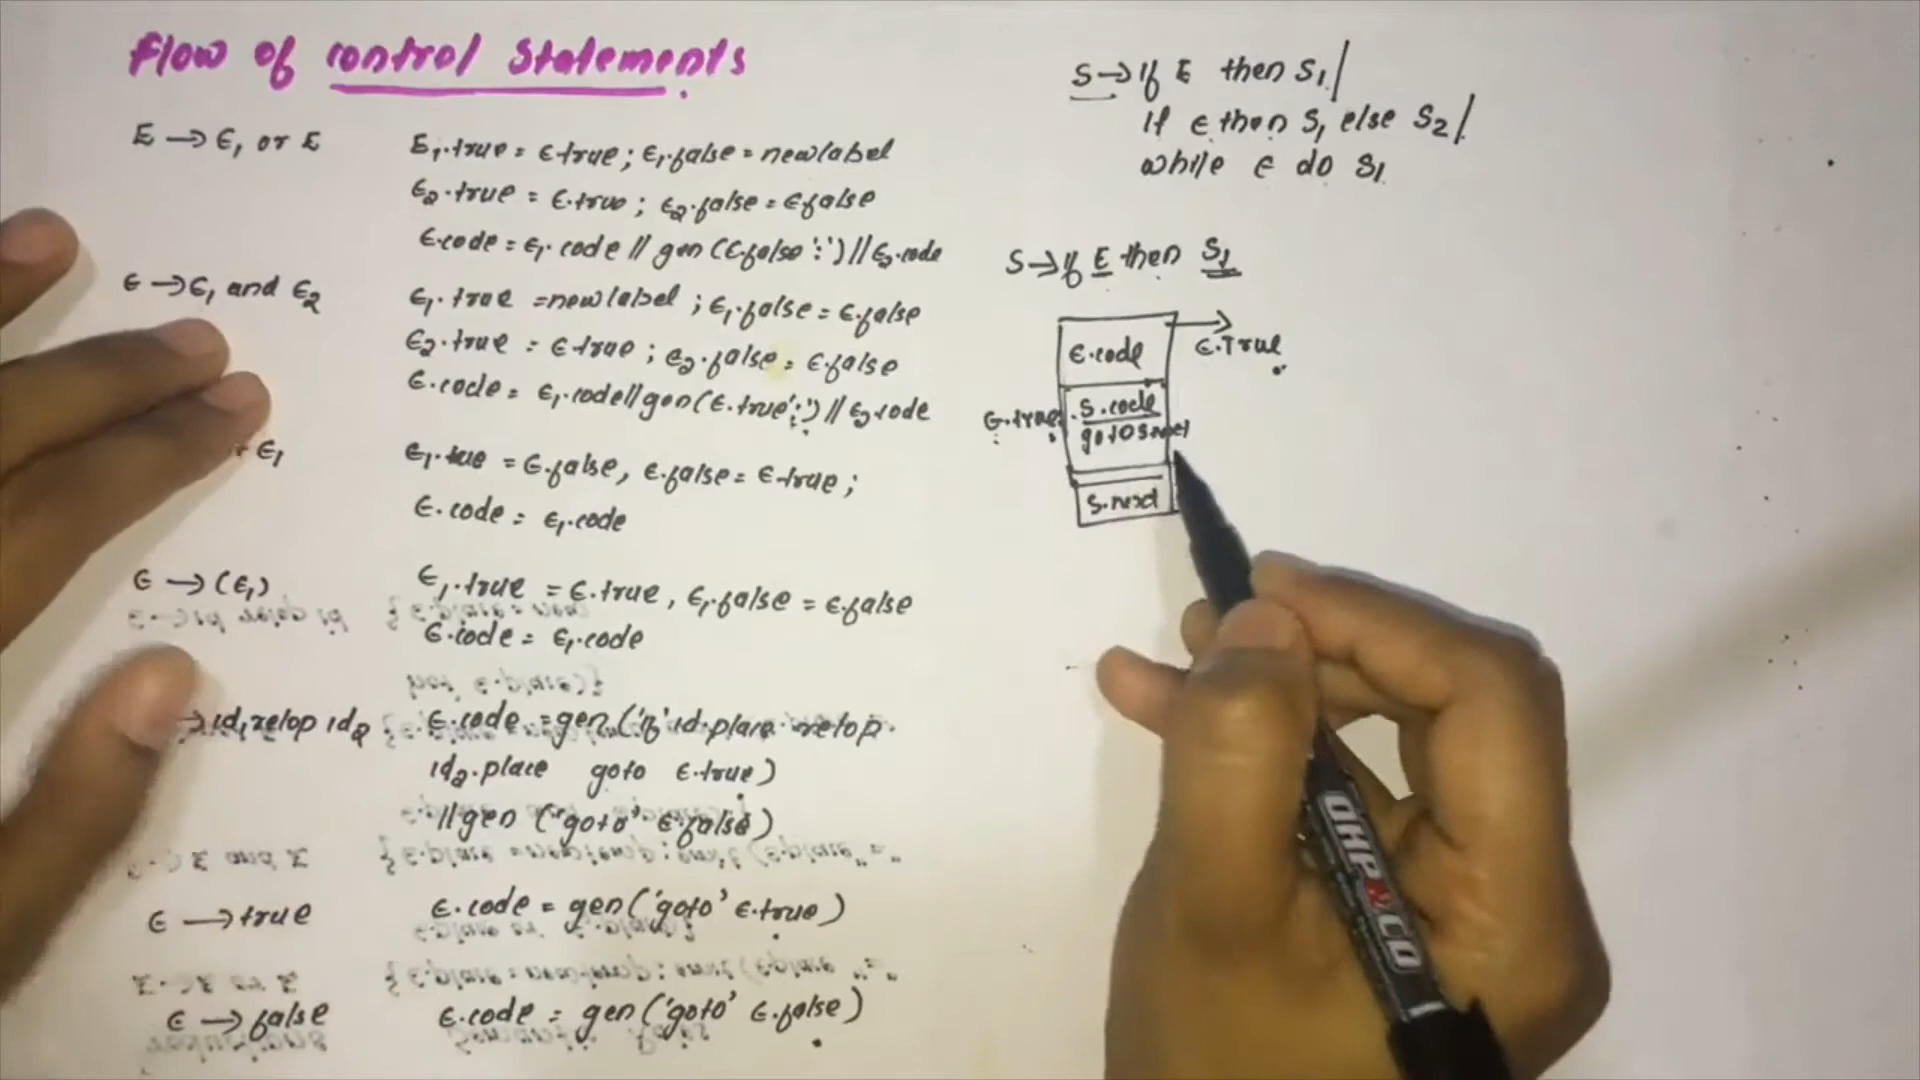 Flow of control Statements
E → E₁ or E
E₁.true = E.true; E₁.false = newlabel
E₂.true = E.true; E₂.false = E.false
E.code = E₁.code // gen (E.false ':') // E₂.code
E → E₁ and E₂
E₁.true = newlabel ; E₁.false = E.false
E₂.true = E.true ; E₂.false = E.false
E.code = E₁.code // gen(E.true ':') // E₂.code
E₁
E₁.true = E.false, E.false = E.true ;
E.code = E₁.code
E → (E₁)
E₁.true = E.true, E₁.false = E.false
E.code = E₁.code
→ id₁ relop id₂
E.code = gen('if' id.place relop.
id₂.place goto E.true)
// gen ('goto' E.false)
E → true
E.code = gen('goto' E.true)
E → false
E.code = gen('goto' E.false)
S → if E then S₁ /
If E then S₁ else S₂ /
while E do S₁
S → if E then S₁
E.code
E.True
E.true:
S.code
goto S.next
S.next
OHP
CD